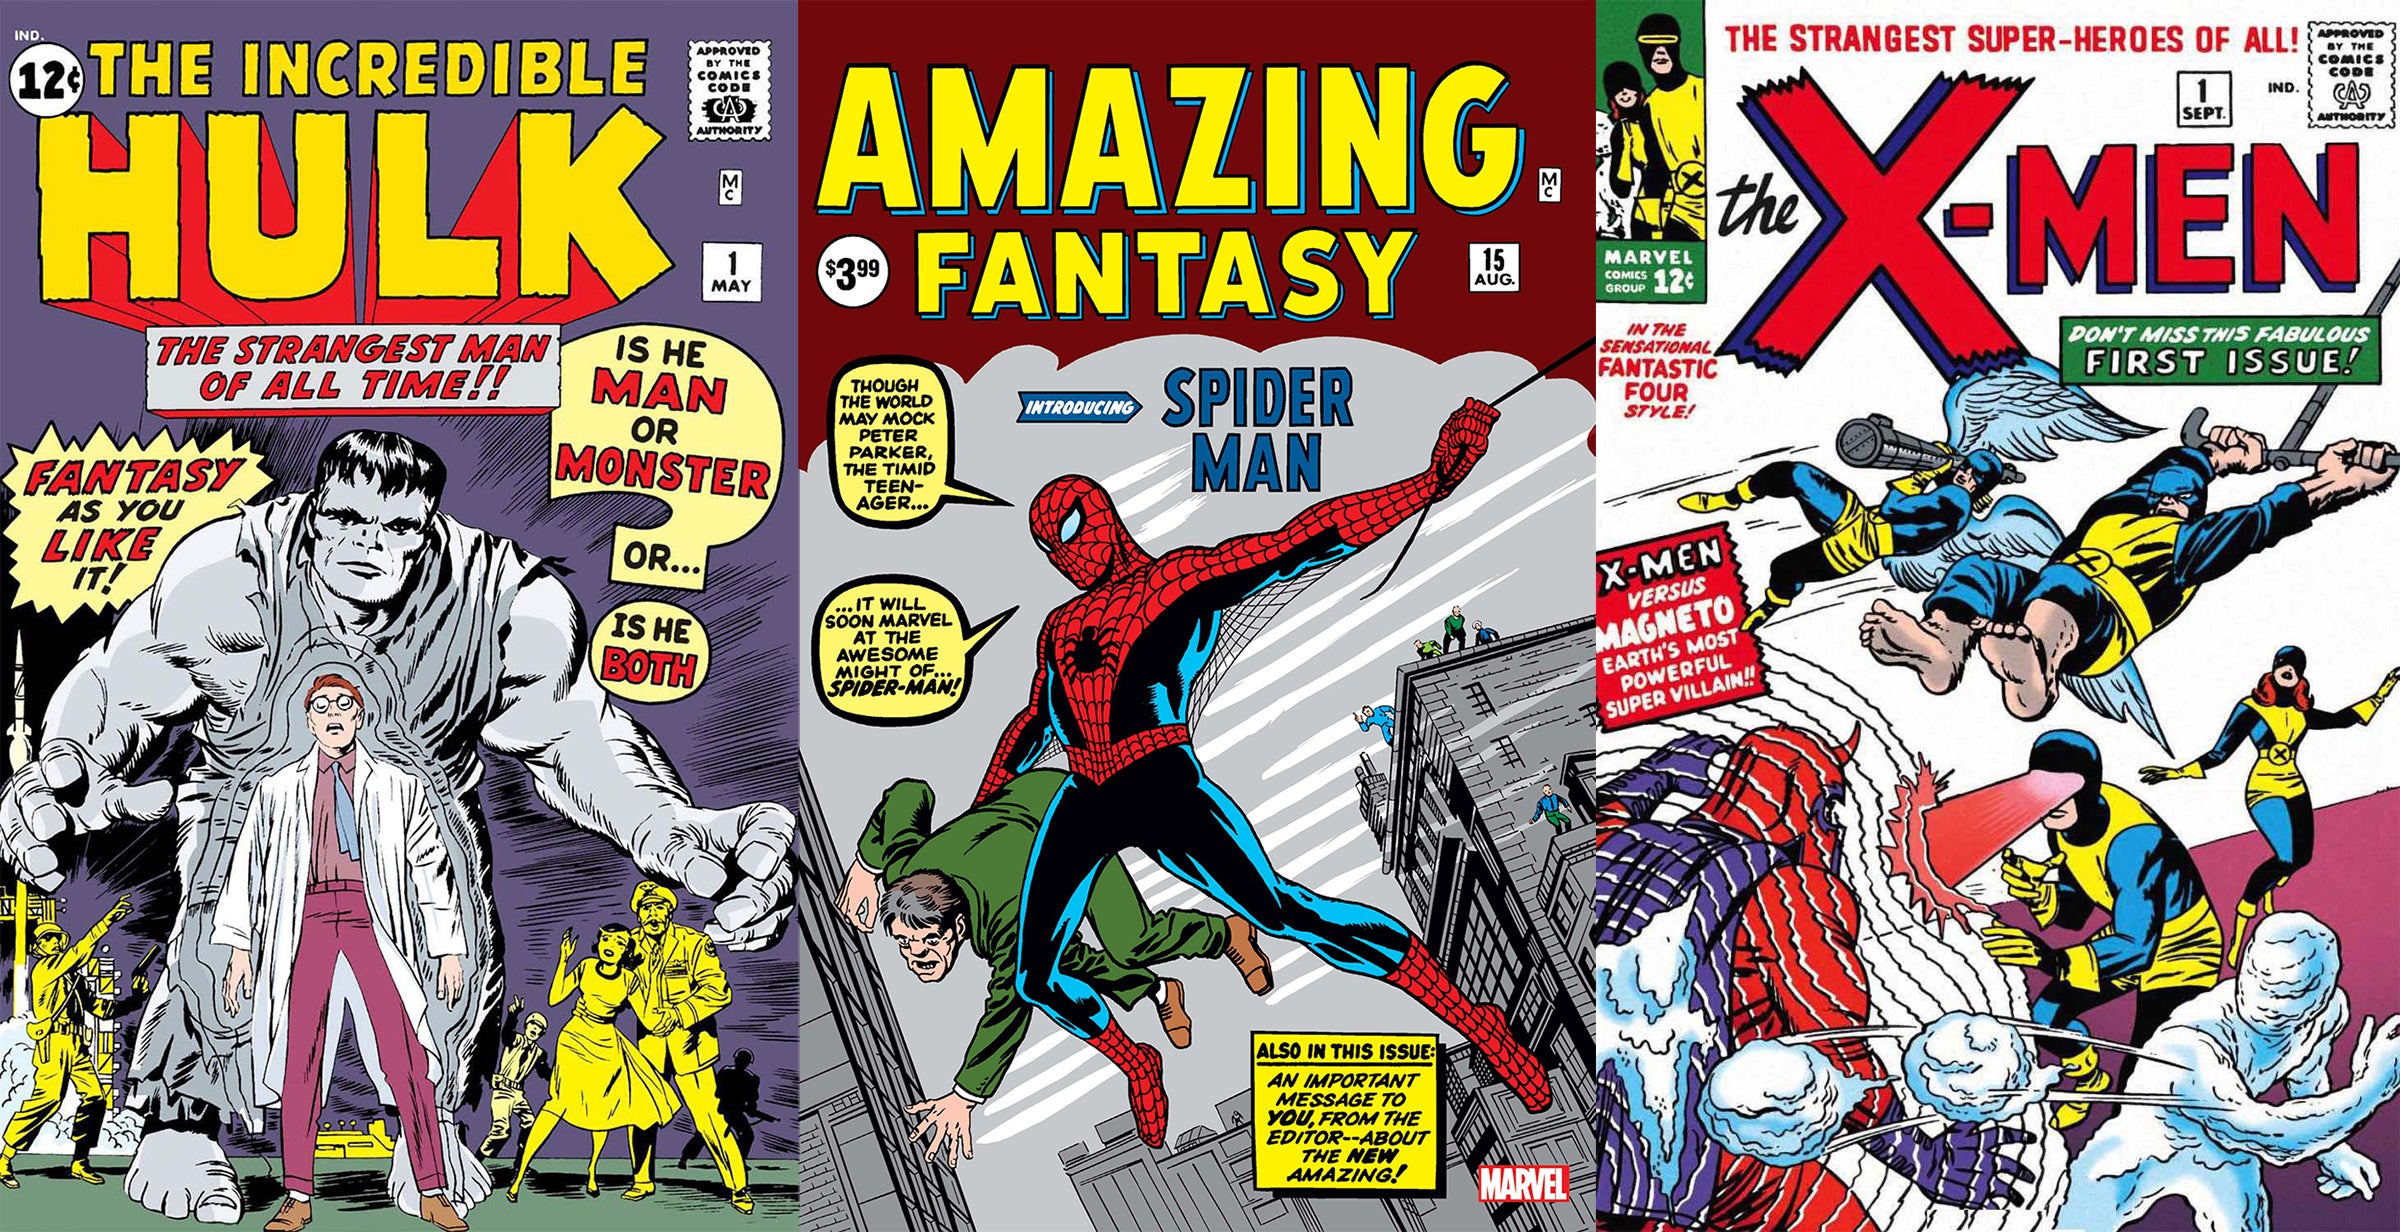 IND.
12¢
THE INCREDIBLE
HULK
APPROVED
BY THE
COMICS
CODE
CA
AUTHORITY
M
C
1
MAY
THE STRANGEST MAN
OF ALL TIME!!
IS HE
MAN
OR
MONSTER
OR...
IS HE
BOTH
FANTASY
AS YOU
LIKE
IT!
AMAZING
FANTASY
M
C
$3.99
15
AUG.
INTRODUCING
SPIDER
MAN
THOUGH
THE WORLD
MAY MOCK
PETER
PARKER,
THE TIMID
TEEN-
AGER...
...IT WILL
SOON MARVEL
AT THE
AWESOME
MIGHT OF...
SPIDER-MAN!
ALSO IN THIS ISSUE:
AN IMPORTANT
MESSAGE TO
YOU, FROM THE
EDITOR--ABOUT
THE NEW
AMAZING!
MARVEL
THE STRANGEST SUPER-HEROES OF ALL!
1
SEPT.
IND.
APPROVED
BY THE
COMICS
CODE
CA
AUTHORITY
the X-MEN
MARVEL
COMICS
GROUP 12¢
IN THE
SENSATIONAL
FANTASTIC
FOUR
STYLE!
DON'T MISS THIS FABULOUS
FIRST ISSUE!
X-MEN
VERSUS
MAGNETO
EARTH'S MOST
POWERFUL
SUPER VILLAIN!!
X
X
X